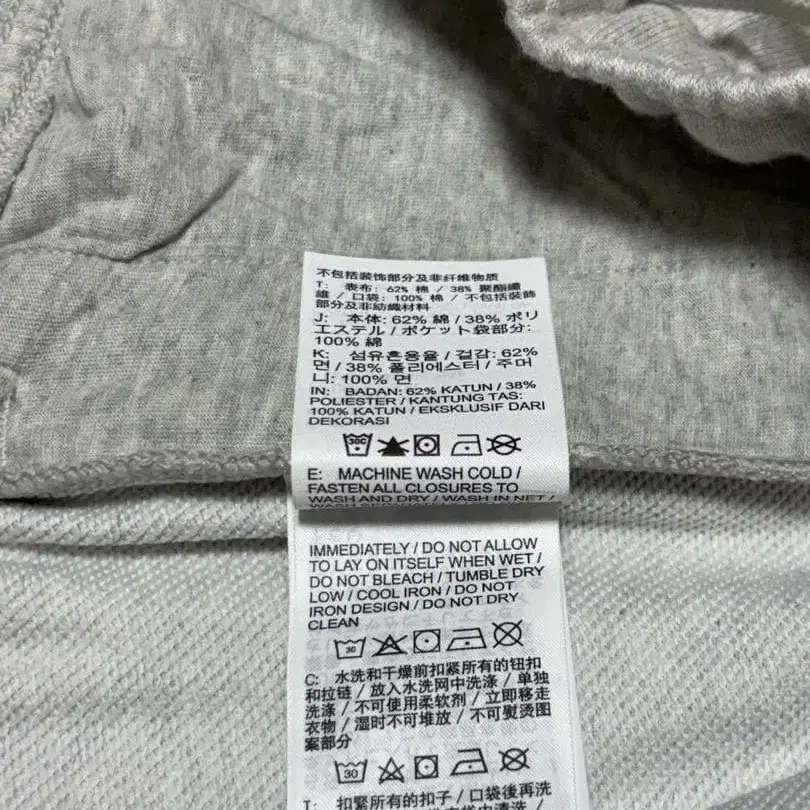 不包括装饰部分及非纤维物质
T: 表布: 62% 棉 / 38% 聚酯纖
維 / 口袋: 100% 棉 / 不包括裝飾
部分及非紡織材料
J: 本体: 62% 綿 / 38% ポリ
エステル / ポケット袋部分:
100% 綿
K: 섬유혼용율 / 겉감: 62%
면 / 38% 폴리에스터 / 주머
니: 100% 면
IN: BADAN: 62% KATUN / 38%
POLIESTER / KANTUNG TAS:
100% KATUN / EKSKLUSIF DARI
DEKORASI
30C
E: MACHINE WASH COLD /
FASTEN ALL CLOSURES TO
WASH AND DRY / WASH IN NET /
IMMEDIATELY / DO NOT ALLOW
TO LAY ON ITSELF WHEN WET /
DO NOT BLEACH / TUMBLE DRY
LOW / COOL IRON / DO NOT
IRON DESIGN / DO NOT DRY
CLEAN
30
C: 水洗和干燥前扣紧所有的钮扣
和拉链 / 放入水洗网中洗涤 / 单独
洗涤 / 不可使用柔软剂 / 立即移走
衣物 / 湿时不可堆放 / 不可熨烫图
案部分
30
T: 扣紧所有的扣子 / 口袋後再洗